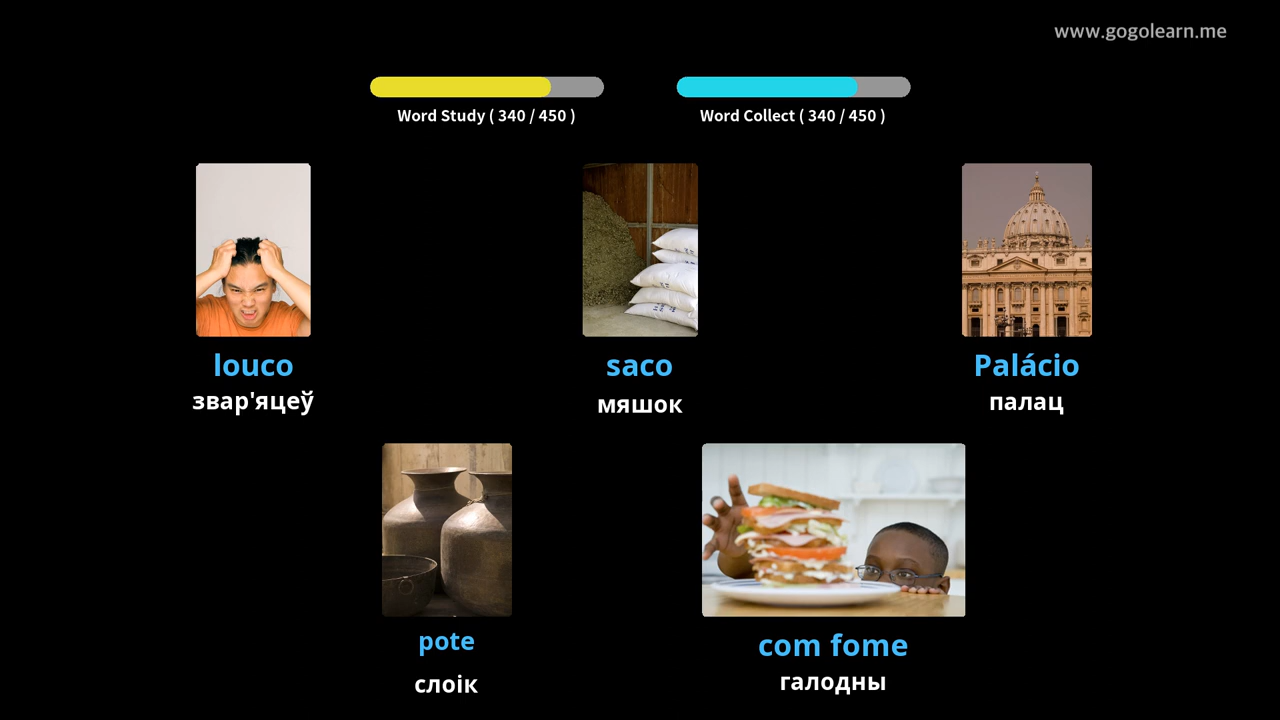 www.gogolearn.me
Word Study ( 340 / 450 )
Word Collect ( 340 / 450 )
louco
звар'яцеў
saco
мяшок
Palácio
палац
pote
слоік
com fome
галодны